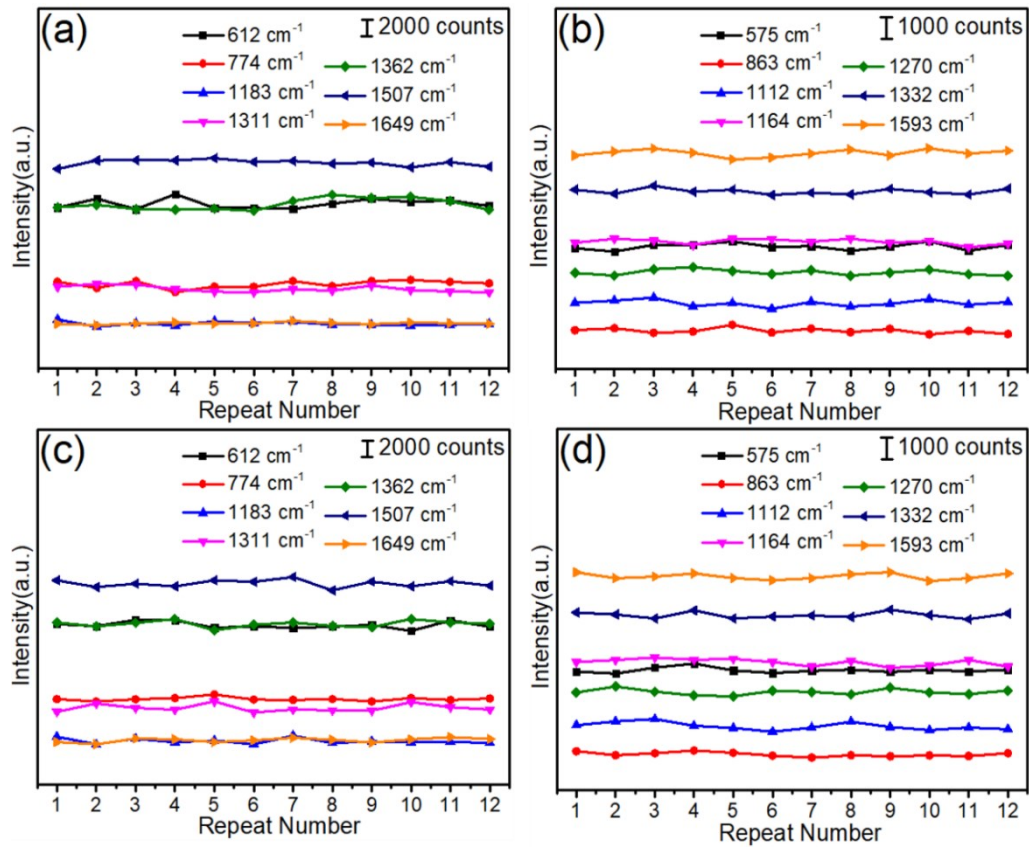 (a)
2000 counts
612 cm⁻¹
774 cm⁻¹
1183 cm⁻¹
1311 cm⁻¹
1362 cm⁻¹
1507 cm⁻¹
1649 cm⁻¹
Intensity(a.u.)
1 2 3 4 5 6 7 8 9 10 11 12
Repeat Number
(b)
1000 counts
575 cm⁻¹
863 cm⁻¹
1112 cm⁻¹
1164 cm⁻¹
1270 cm⁻¹
1332 cm⁻¹
1593 cm⁻¹
Intensity(a.u.)
1 2 3 4 5 6 7 8 9 10 11 12
Repeat Number
(c)
2000 counts
612 cm⁻¹
774 cm⁻¹
1183 cm⁻¹
1311 cm⁻¹
1362 cm⁻¹
1507 cm⁻¹
1649 cm⁻¹
Intensity(a.u.)
1 2 3 4 5 6 7 8 9 10 11 12
Repeat Number
(d)
1000 counts
575 cm⁻¹
863 cm⁻¹
1112 cm⁻¹
1164 cm⁻¹
1270 cm⁻¹
1332 cm⁻¹
1593 cm⁻¹
Intensity(a.u.)
1 2 3 4 5 6 7 8 9 10 11 12
Repeat Number